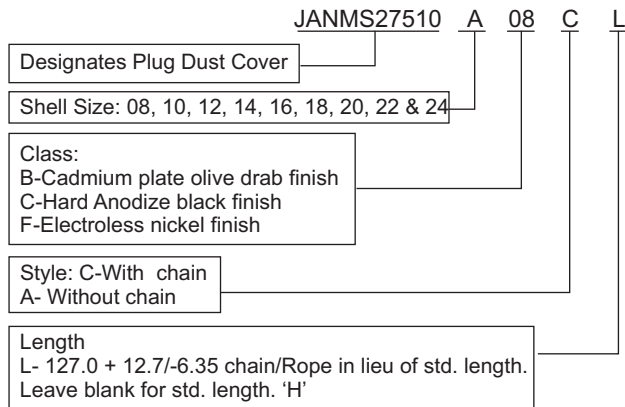 JANMS27510 A 08 C L
Designates Plug Dust Cover
Shell Size: 08, 10, 12, 14, 16, 18, 20, 22 & 24
Class:
B-Cadmium plate olive drab finish
C-Hard Anodize black finish
F-Electroless nickel finish
Style: C-With chain
A- Without chain
Length
L- 127.0 + 12.7/-6.35 chain/Rope in lieu of std. length.
Leave blank for std. length. ‘H’